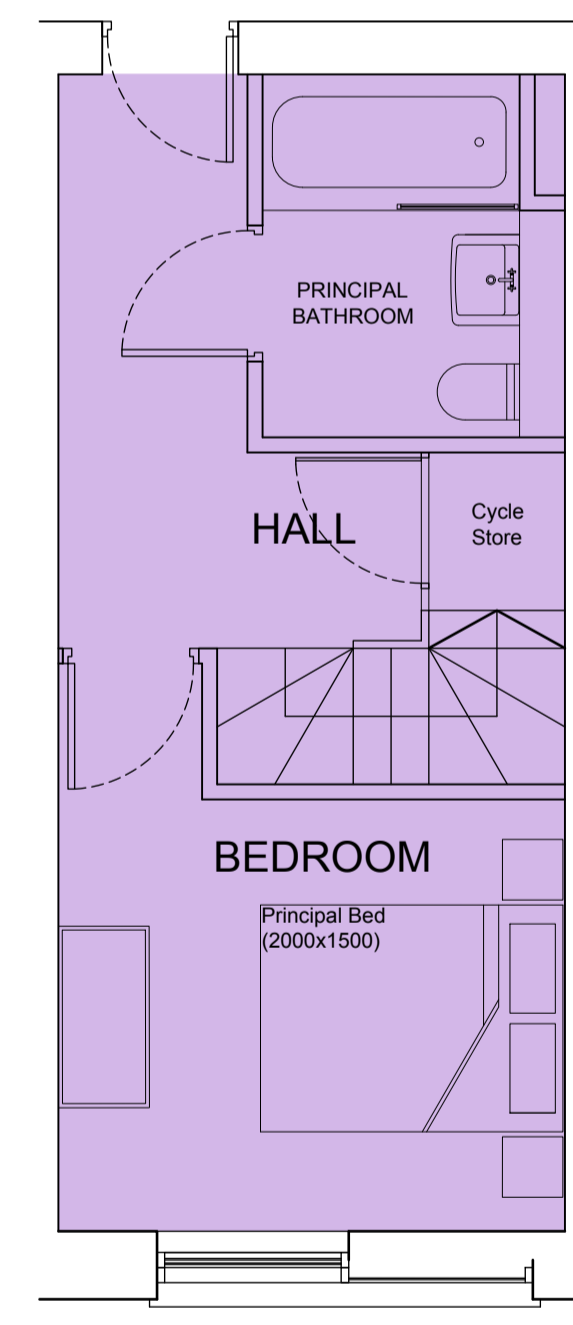 PRINCIPAL
BATHROOM
HALL
Cycle
Store
BEDROOM
Principal Bed
(2000x1500)